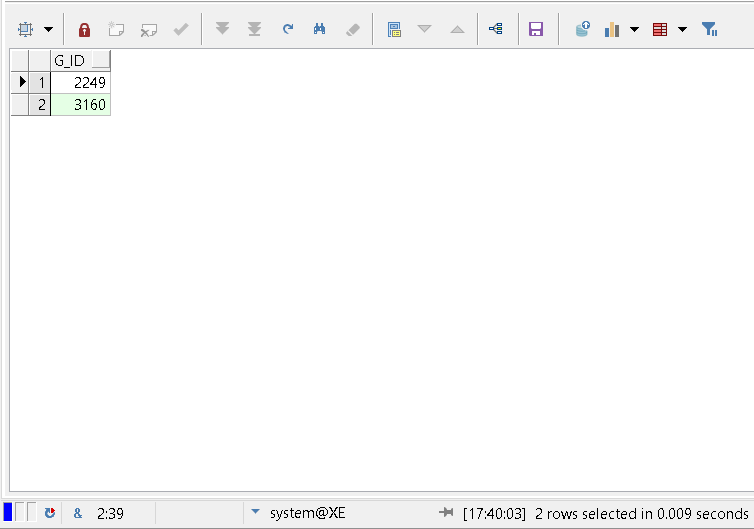 G_ID
1 2249
2 3160
& 2:39 system@XE [17:40:03] 2 rows selected in 0.009 seconds